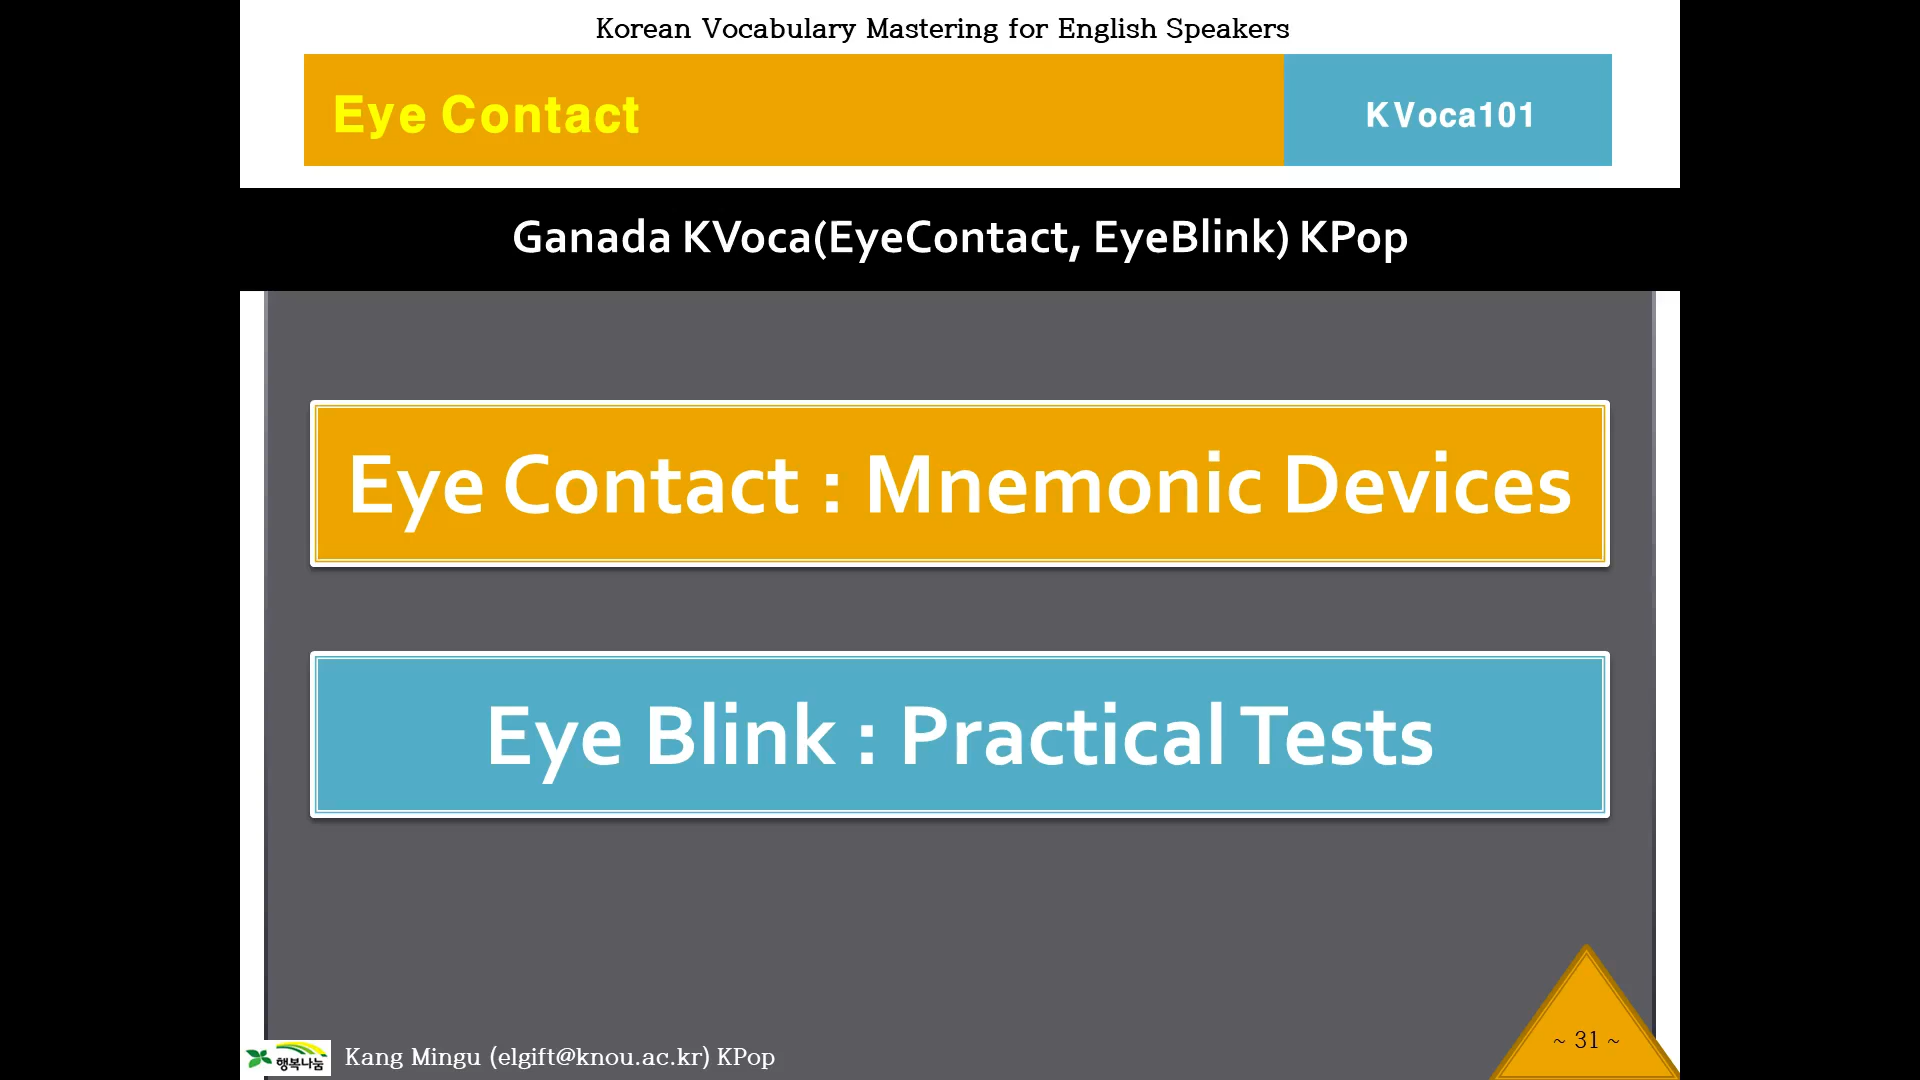 Korean Vocabulary Mastering for English Speakers
Eye Contact
KVoca101
Ganada KVoca(EyeContact, EyeBlink) KPop
Eye Contact : Mnemonic Devices
Eye Blink : Practical Tests
~ 31 ~
행복나눔
Kang Mingu (elgift@knou.ac.kr) KPop